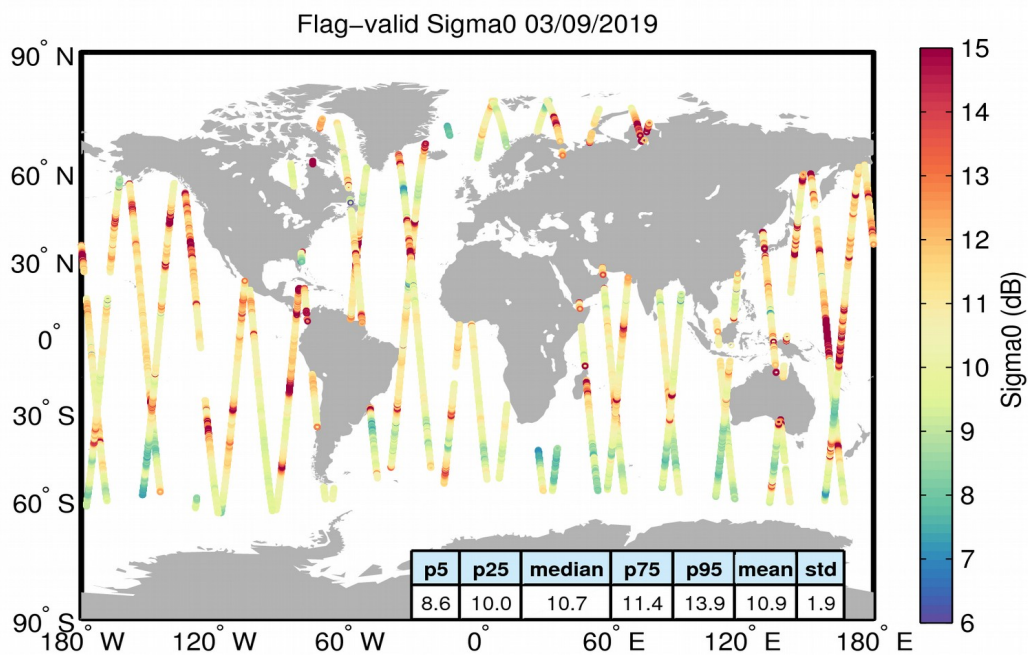 Flag−valid Sigma0 03/09/2019
90° N
60° N
30° N
0°
30° S
60° S
90° S
180° W 120° W 60° W 0° 60° E 120° E 180° E
p5 p25 median p75 p95 mean std
8.6 10.0 10.7 11.4 13.9 10.9 1.9
15
14
13
12
11
10
9
8
7
6
Sigma0 (dB)